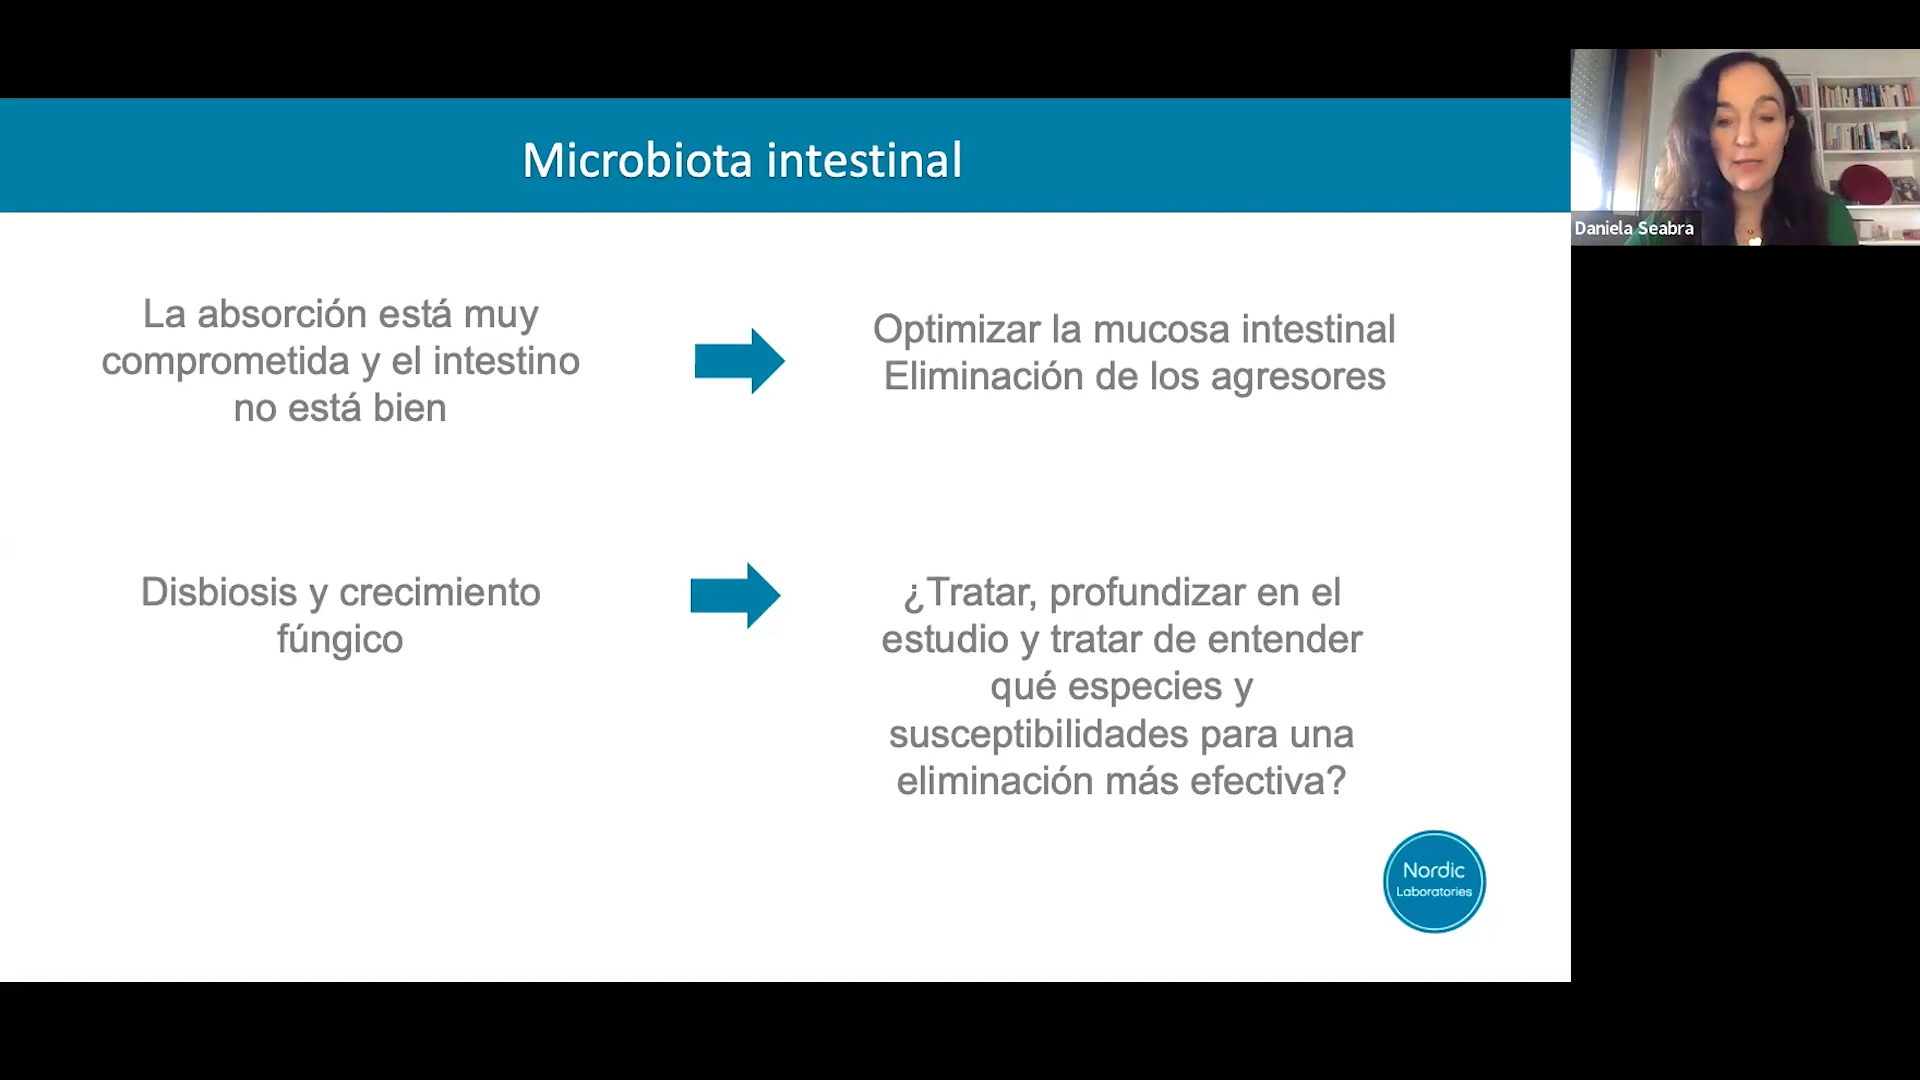 Microbiota intestinal
Daniela Seabra
La absorción está muy
comprometida y el intestino
no está bien
Optimizar la mucosa intestinal
Eliminación de los agresores
Disbiosis y crecimiento
fúngico
¿Tratar, profundizar en el
estudio y tratar de entender
qué especies y
susceptibilidades para una
eliminación más efectiva?
Nordic
Laboratories